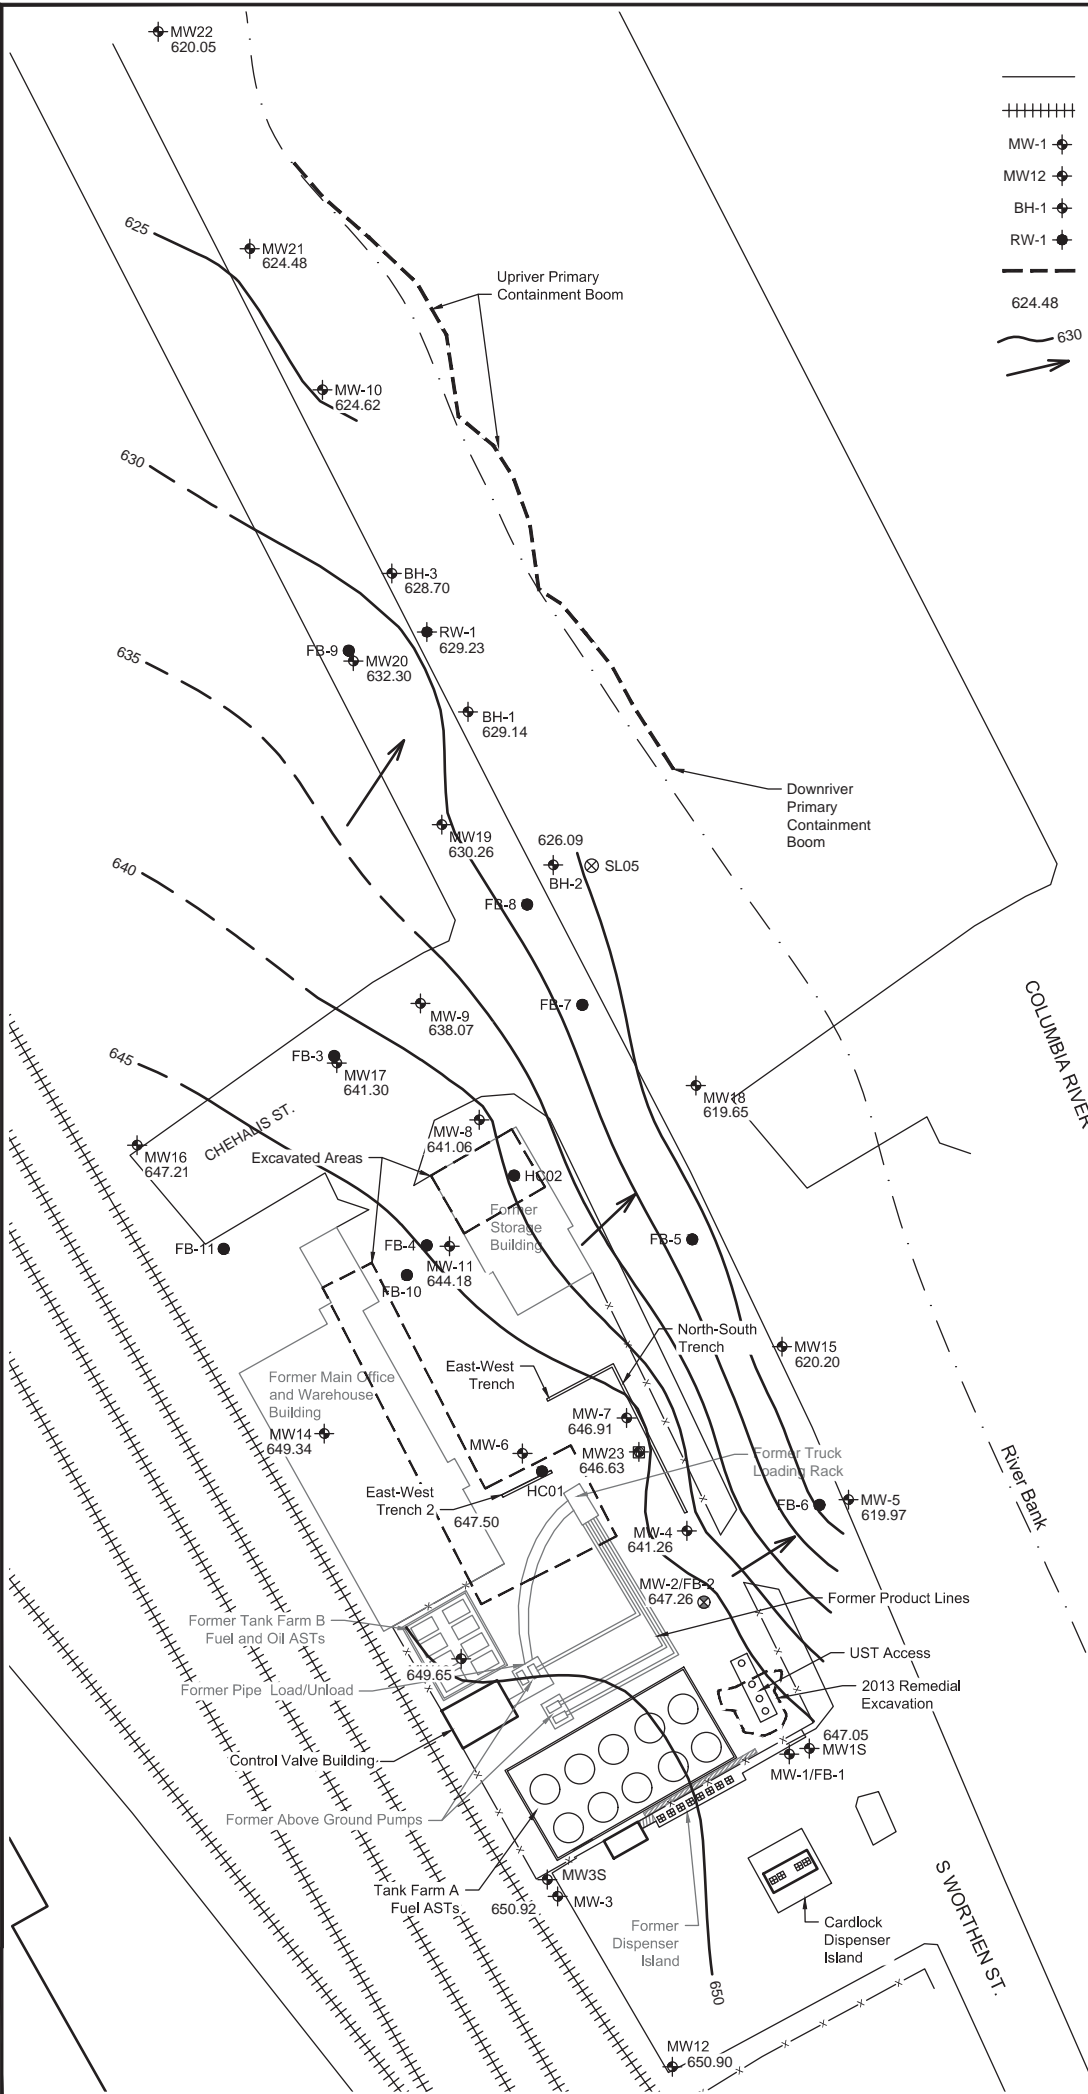 MW22
620.05
MW-1
MW12
BH-1
RW-1
624.48
630
625
MW21
624.48
Upriver Primary
Containment Boom
MW-10
624.62
630
BH-3
628.70
RW-1
629.23
FB-9
MW20
632.30
635
BH-1
629.14
Downriver
Primary
Containment
Boom
MW19
630.26
626.09
SL05
BH-2
640
FB-8
FB-7
MW-9
638.07
COLUMBIA RIVER
645
FB-3
MW17
641.30
MW18
619.65
CHEHALIS ST.
MW16
647.21
MW-8
641.06
Excavated Areas
HC02
Former
Storage
Building
FB-11
FB-4
MW-11
644.18
FB-10
FB-5
North-South
Trench
MW15
620.20
East-West
Trench
Former Main Office
and Warehouse
Building
MW14
649.34
MW-7
646.91
MW-6
MW23
646.63
Former Truck
Loading Rack
HC01
East-West
Trench 2
647.50
FB-6
MW-5
619.97
River Bank
MW-4
641.26
MW-2/FB-2
647.26
Former Product Lines
Former Tank Farm B
Fuel and Oil ASTs
UST Access
649.65
Former Pipe Load/Unload
2013 Remedial
Excavation
647.05
MW1S
MW-1/FB-1
Control Valve Building
Former Above Ground Pumps
Tank Farm A
Fuel ASTs
MW3S
650.92
MW-3
Former
Dispenser
Island
Cardlock
Dispenser
Island
S WORTHEN ST.
650
MW12
650.90